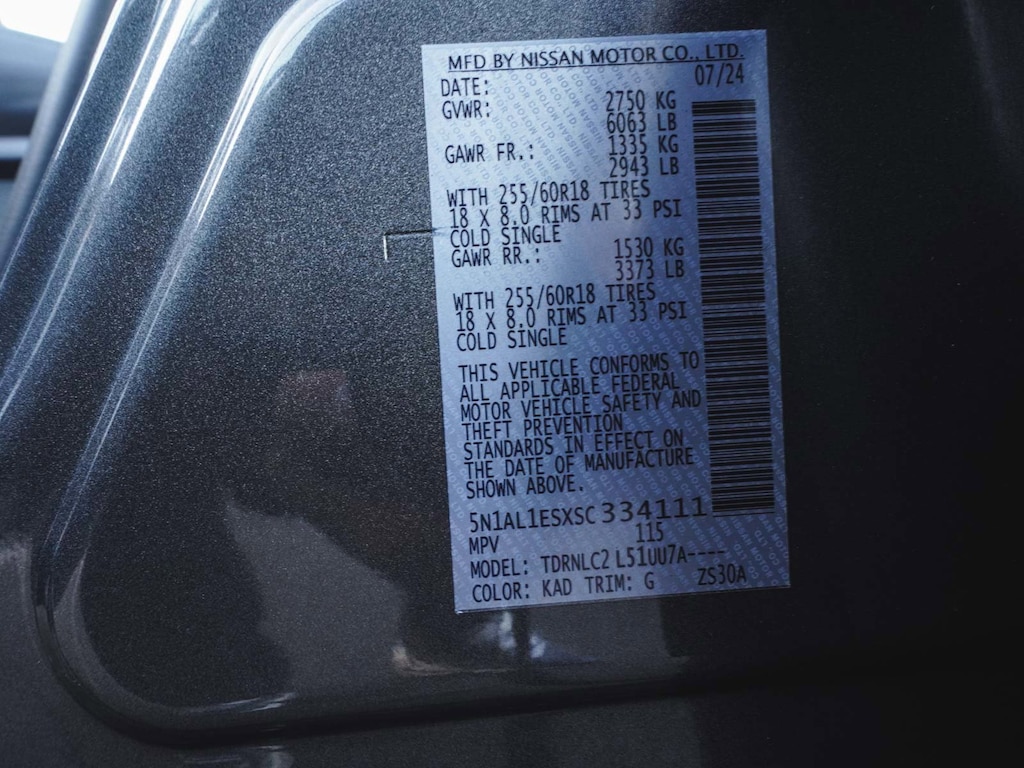 MFD BY NISSAN MOTOR CO., LTD.
DATE: 07/24
GVWR: 2750 KG
6063 LB
GAWR FR.: 1335 KG
2943 LB
WITH 255/60R18 TIRES
18 X 8.0 RIMS AT 33 PSI
COLD SINGLE
GAWR RR.: 1530 KG
3373 LB
WITH 255/60R18 TIRES
18 X 8.0 RIMS AT 33 PSI
COLD SINGLE
THIS VEHICLE CONFORMS TO
ALL APPLICABLE FEDERAL
MOTOR VEHICLE SAFETY AND
THEFT PREVENTION
STANDARDS IN EFFECT ON
THE DATE OF MANUFACTURE
SHOWN ABOVE.
5N1AL1ESXSC334111
MPV 115
MODEL: TDRNLC2 L51UU7A----
COLOR: KAD TRIM: G ZS30A